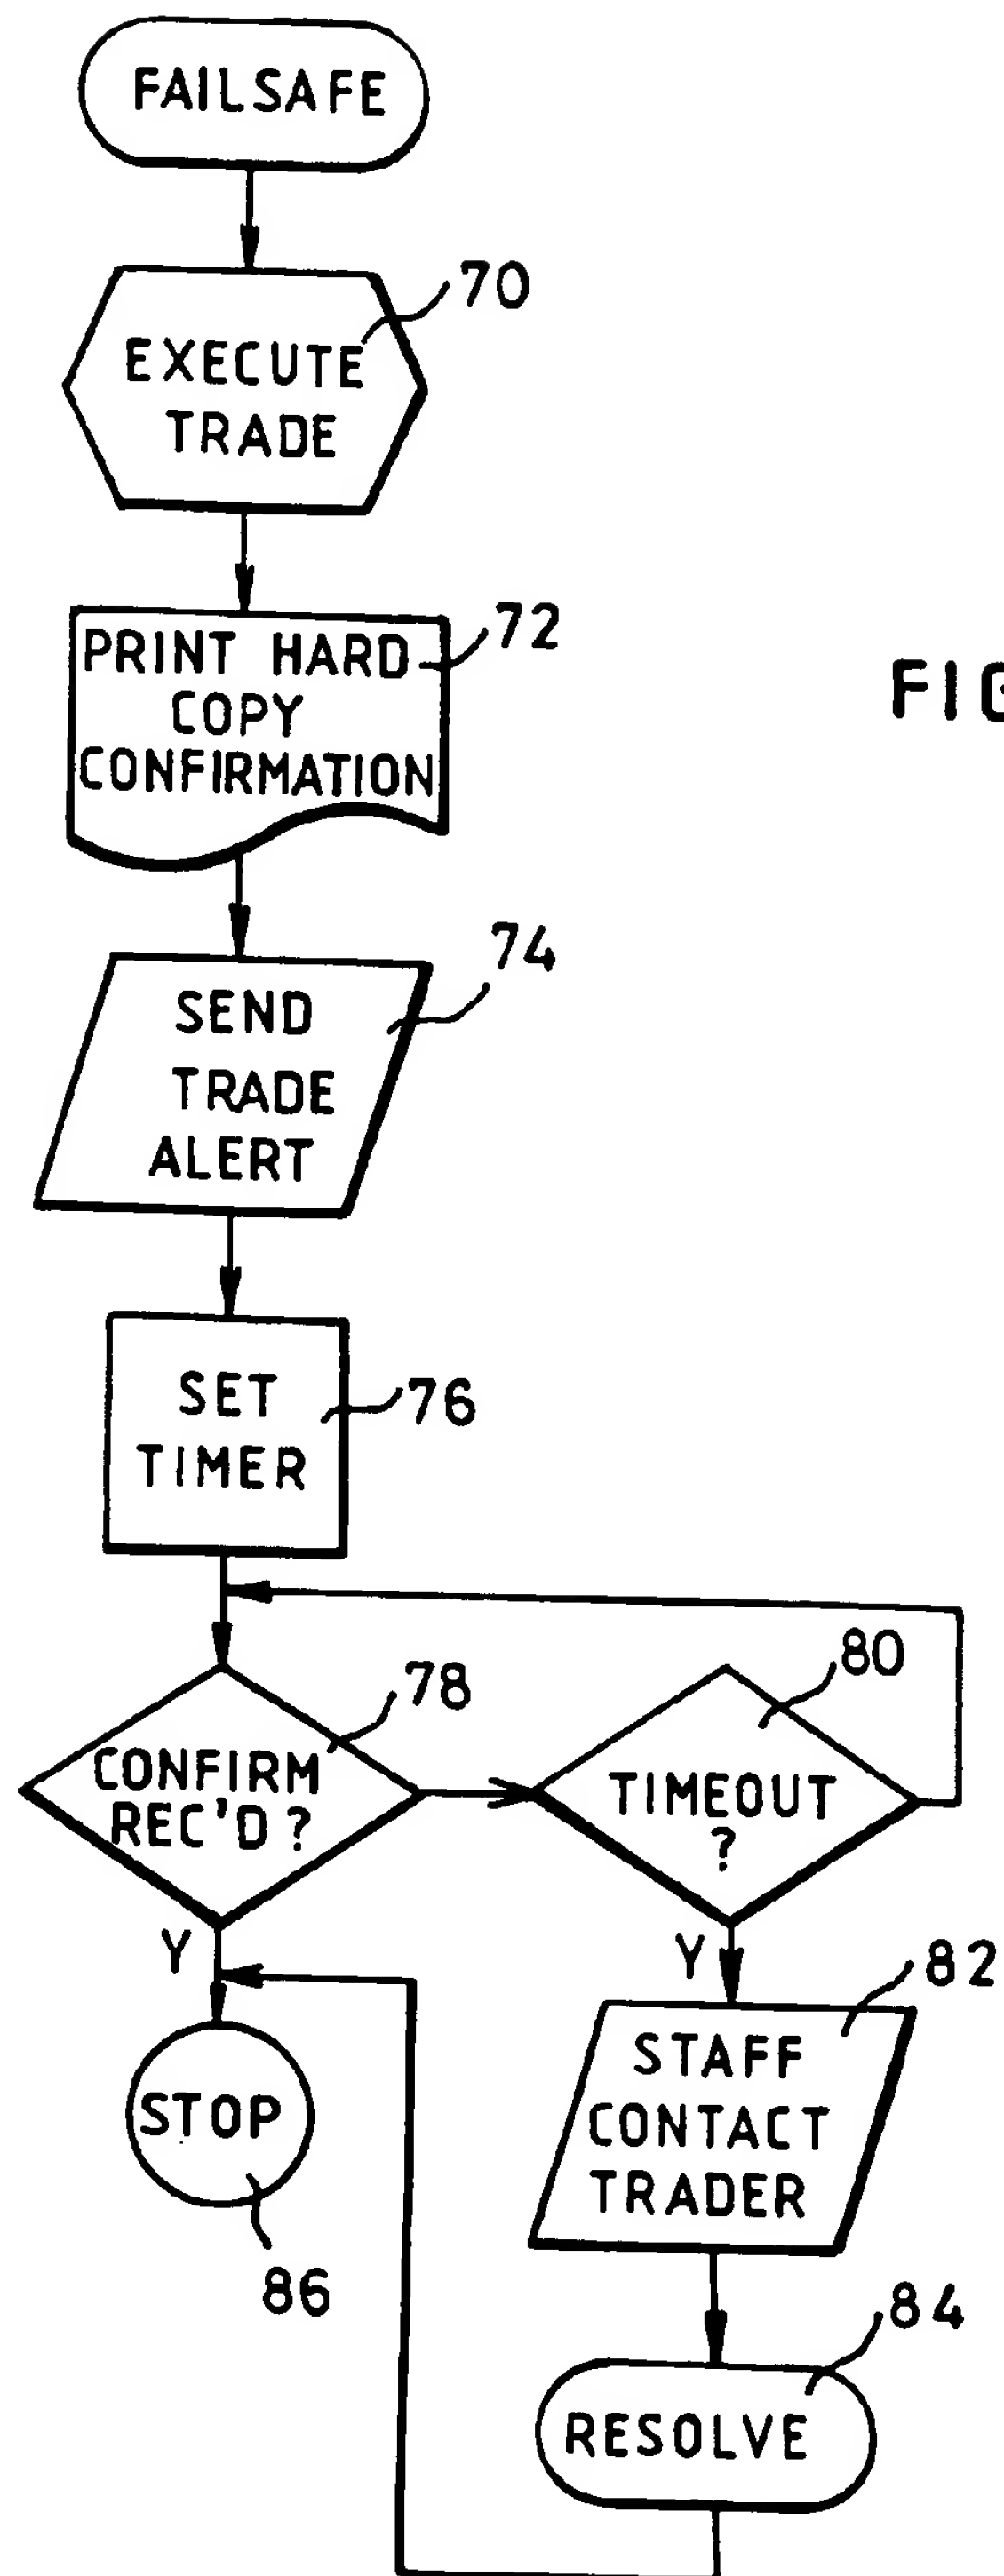 FAILSAFE
70
EXECUTE
TRADE
72
PRINT HARD
COPY
CONFIRMATION
FIG
74
SEND
TRADE
ALERT
76
SET
TIMER
78
CONFIRM
REC'D ?
80
TIMEOUT
?
Y
Y
82
STAFF
CONTACT
TRADER
STOP
86
84
RESOLVE